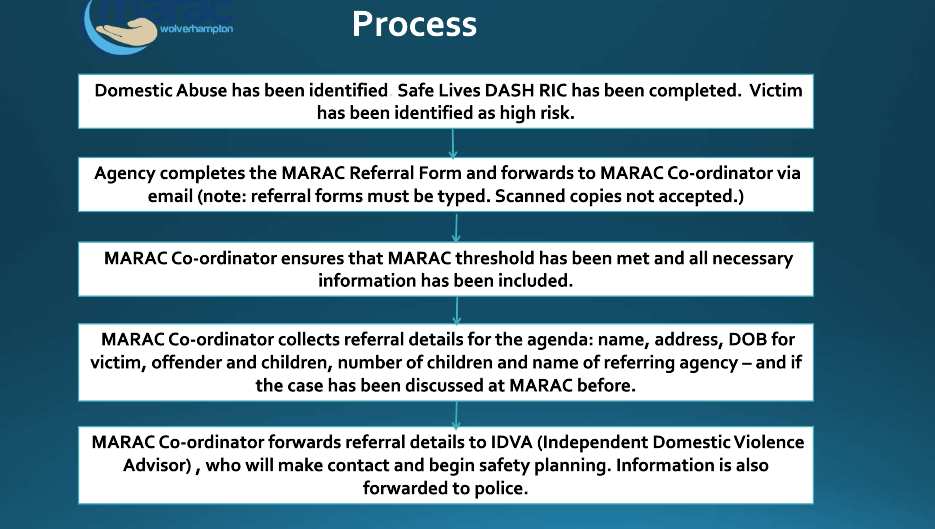 marac
wolverhampton
Process
Domestic Abuse has been identified Safe Lives DASH RIC has been completed. Victim
has been identified as high risk.
Agency completes the MARAC Referral Form and forwards to MARAC Co-ordinator via
email (note: referral forms must be typed. Scanned copies not accepted.)
MARAC Co-ordinator ensures that MARAC threshold has been met and all necessary
information has been included.
MARAC Co-ordinator collects referral details for the agenda: name, address, DOB for
victim, offender and children, number of children and name of referring agency – and if
the case has been discussed at MARAC before.
MARAC Co-ordinator forwards referral details to IDVA (Independent Domestic Violence
Advisor) , who will make contact and begin safety planning. Information is also
forwarded to police.